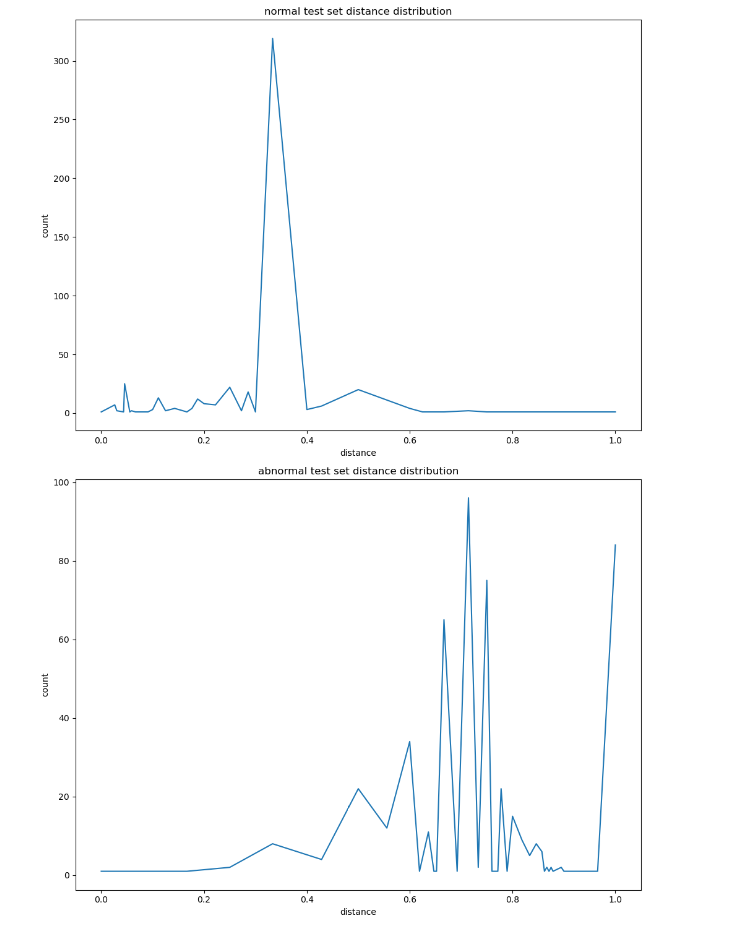 normal test set distance distribution
300
250
200
150
100
50
0
count
0.0 0.2 0.4 0.6 0.8 1.0
distance
abnormal test set distance distribution
100
80
60
40
20
0
count
0.0 0.2 0.4 0.6 0.8 1.0
distance